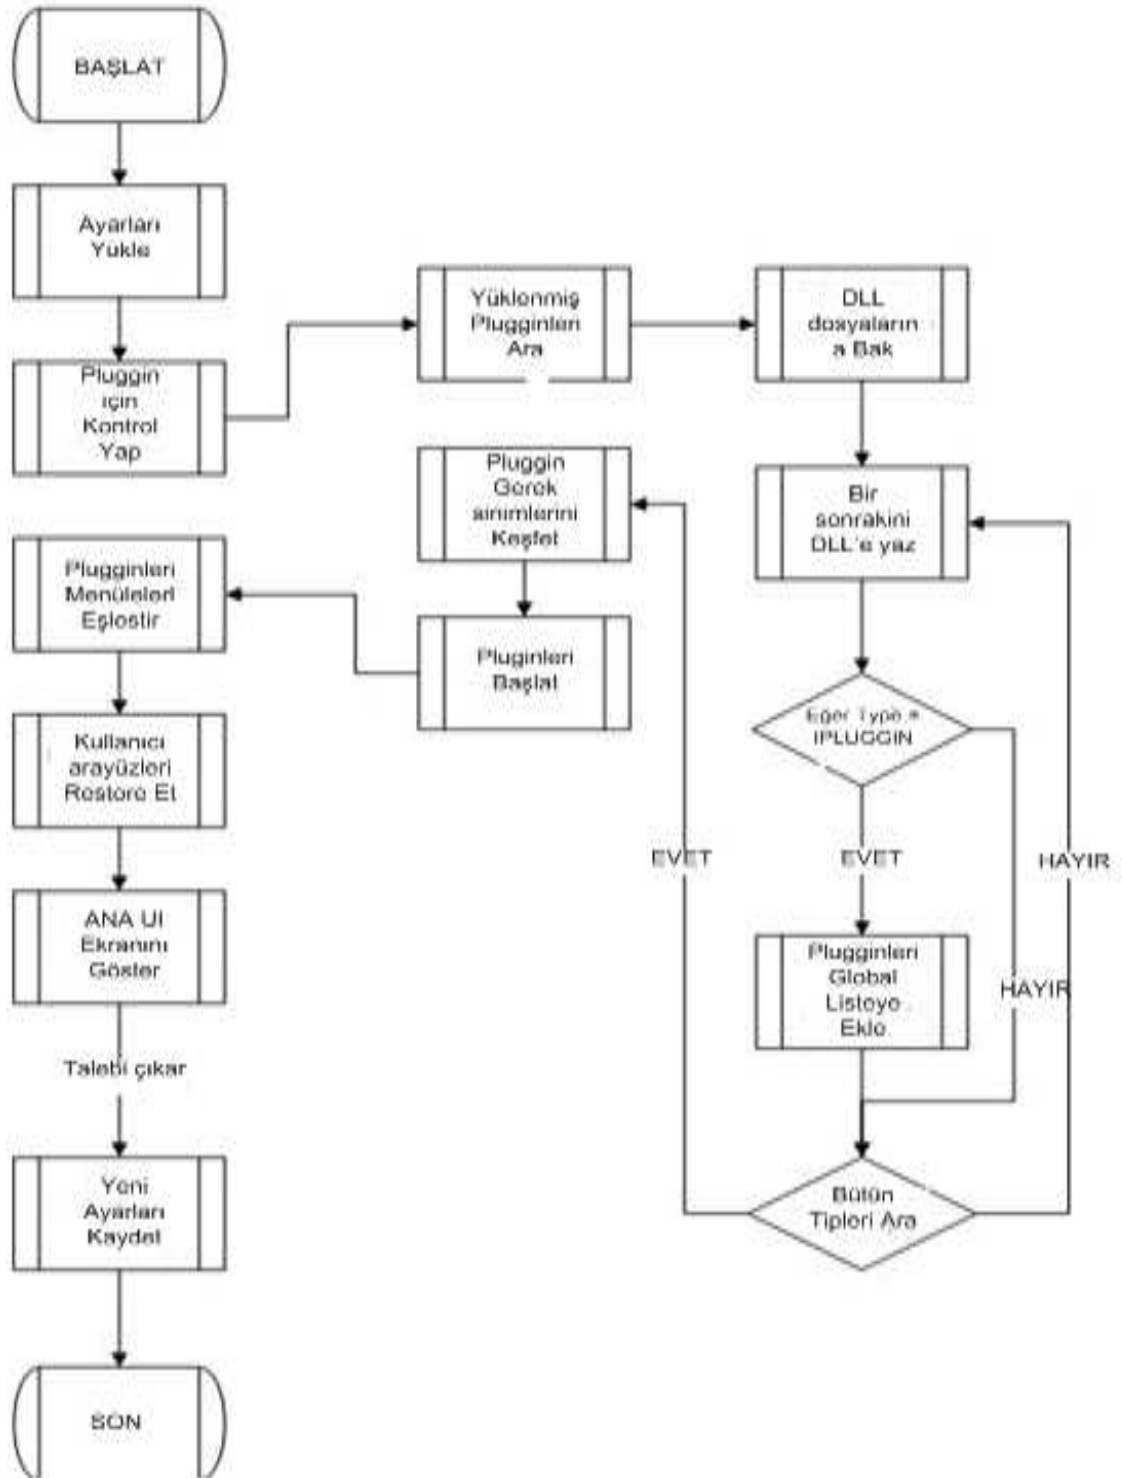 BAŞLAT
Ayarları
Yükle
Pluggin
için
Kontrol
Yap
Yüklenmiş
Plugginleri
Ara
DLL
dosyaların
a Bak
Bir
sonrakini
DLL'e yaz
Eğer Type =
IPLUGGIN
EVET
HAYIR
Plugginleri
Global
Listeye
Ekle
Bütün
Tipleri Ara
EVET
HAYIR
Pluggin
Gerek
sinimlerini
Keşfet
Pluginleri
Başlat
Plugginleri
Menüleleri
Eşlestir
Kullanıcı
arayüzleri
Restore Et
ANA UI
Ekranını
Göster
Talebi çıkar
Yeni
Ayarları
Kaydet
SON